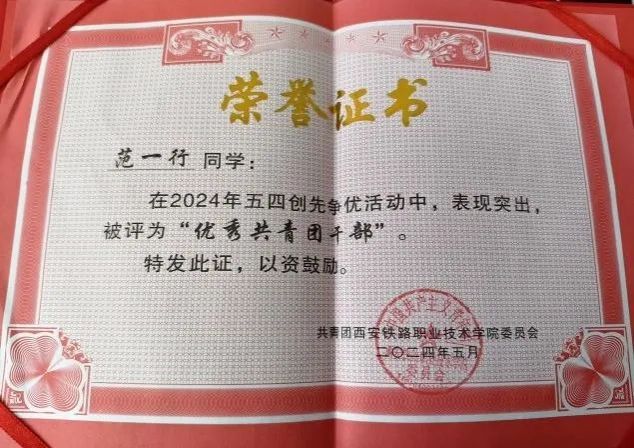 荣誉证书
范一行 同学：
在2024年五四创先争优活动中，表现突出，
被评为“优秀共青团干部”。
特发此证，以资鼓励。
共青团西安铁路职业技术学院委员会
二〇二四年五月